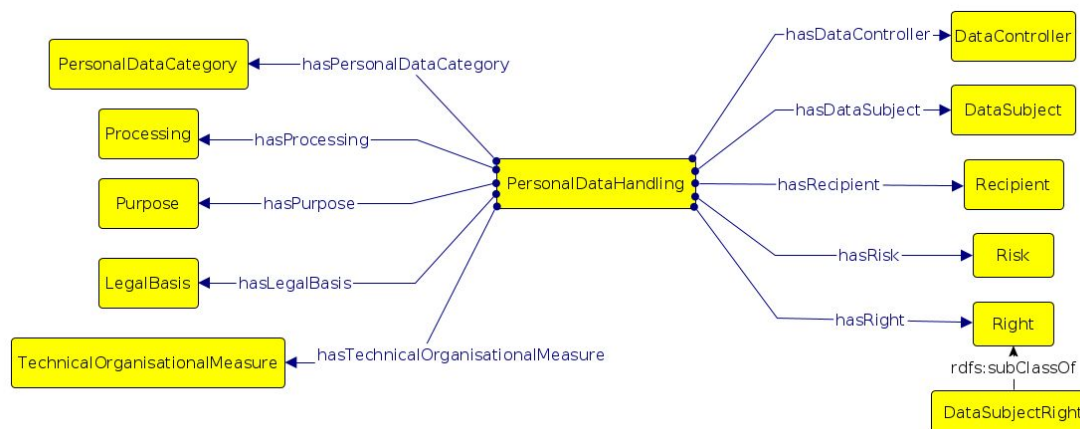 hasDataController
DataController
PersonalDataCategory
hasPersonalDataCategory
hasDataSubject
DataSubject
Processing
hasProcessing
PersonalDataHandling
hasRecipient
Recipient
Purpose
hasPurpose
hasRisk
Risk
LegalBasis
hasLegalBasis
hasRight
Right
TechnicalOrganisationalMeasure
hasTechnicalOrganisationalMeasure
rdfs:subClassOf
DataSubjectRight